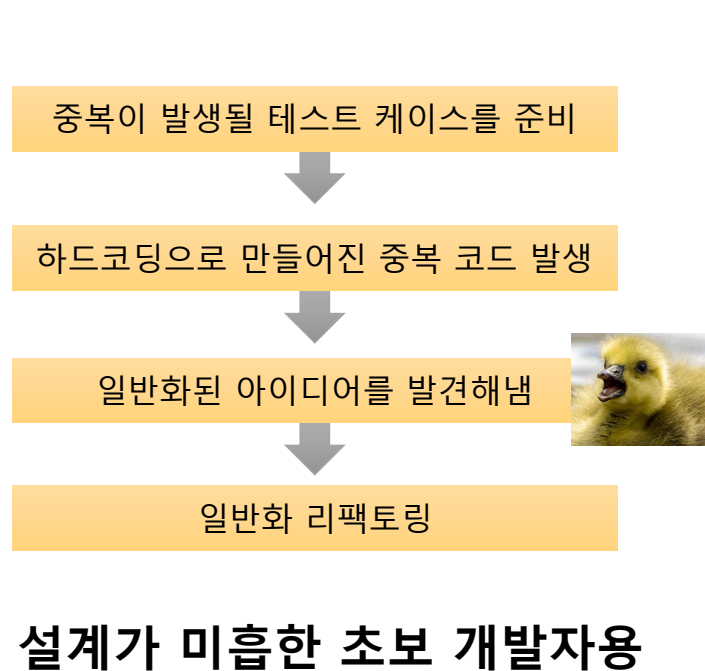 중복이 발생될 테스트 케이스를 준비
하드코딩으로 만들어진 중복 코드 발생
일반화된 아이디어를 발견해냄
일반화 리팩토링
설계가 미흡한 초보 개발자용